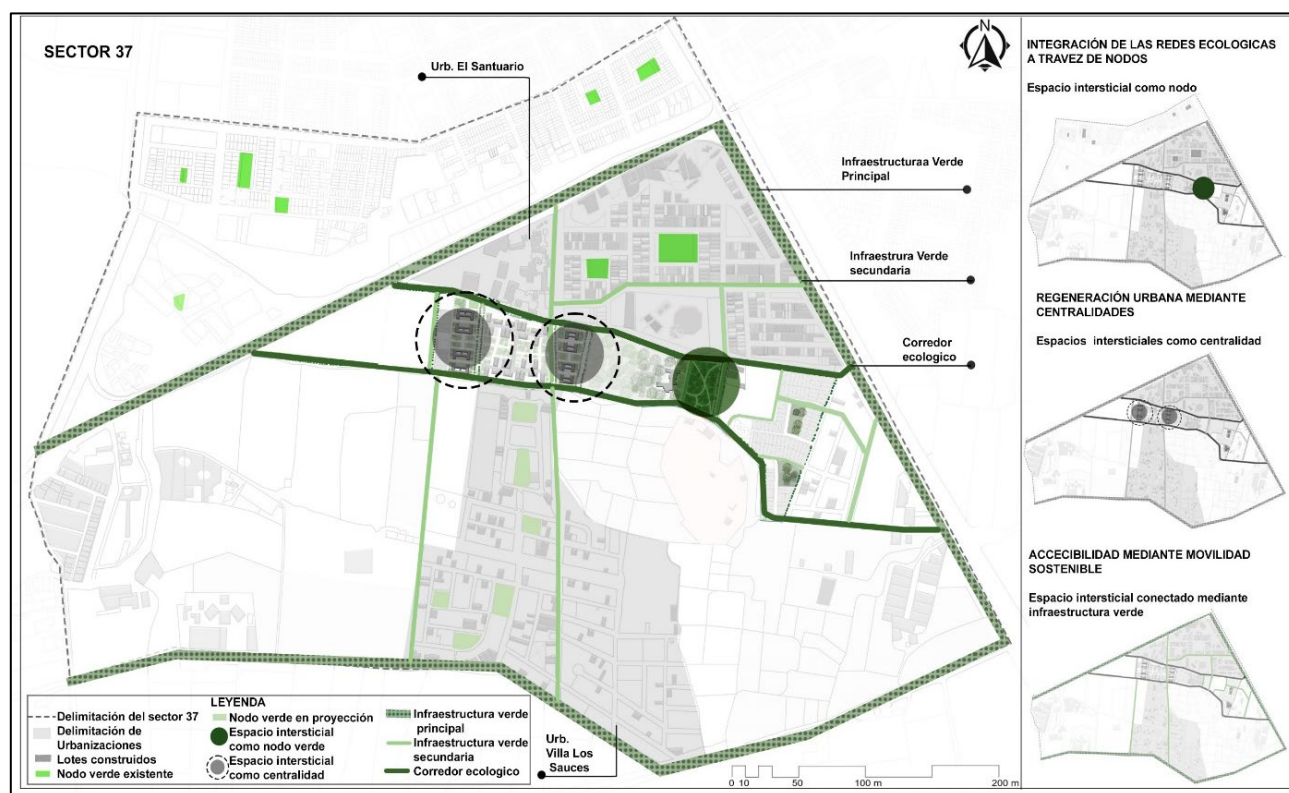 SECTOR 37
Urb. El Santuario
N
Infraestructuraa Verde
Principal
Infraestrura Verde
secundaria
Corredor
ecologico
Urb.
Villa Los
Sauces
LEYENDA
Delimitación del sector 37
Delimitación de
Urbanizaciones
Lotes construidos
Nodo verde existente
Nodo verde en proyección
Espacio intersticial
como nodo verde
Espacio intersticial
como centralidad
Infraestructura verde
principal
Infraestructura verde
secundaria
Corredor ecologico
0 10 50 100 m 200 m
INTEGRACIÓN DE LAS REDES ECOLOGICAS
A TRAVEZ DE NODOS
Espacio intersticial como nodo
REGENERACIÓN URBANA MEDIANTE
CENTRALIDADES
Espacios intersticiales como centralidad
ACCECIBILIDAD MEDIANTE MOVILIDAD
SOSTENIBLE
Espacio intersticial conectado mediante
infraestructura verde